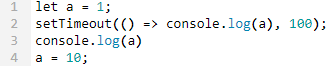 1 let a = 1;
2 setTimeout(() => console.log(a), 100);
3 console.log(a)
4 a = 10;